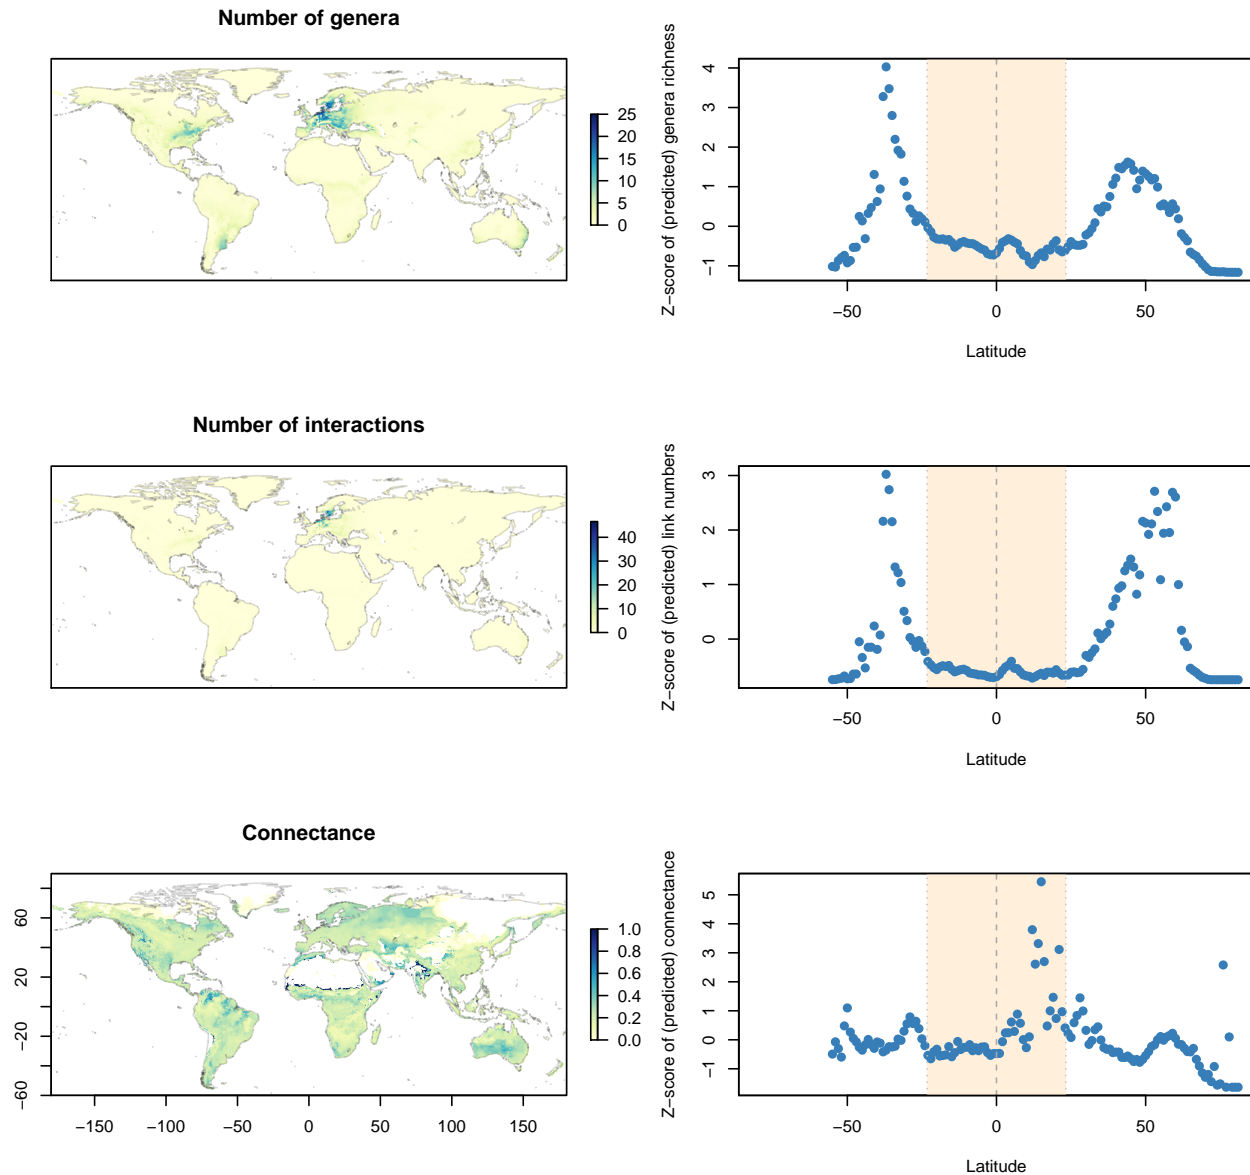 Number of genera
25
20
15
10
5
0
Z−score of (predicted) genera richness
4
3
2
1
0
−1
−50 0 50
Latitude
Number of interactions
40
30
20
10
0
Z−score of (predicted) link numbers
3
2
1
0
−50 0 50
Latitude
Connectance
60
20
−20
−60
−150 −100 −50 0 50 100 150
1.0
0.8
0.6
0.4
0.2
0.0
Z−score of (predicted) connectance
5
4
3
2
1
0
−1
−50 0 50
Latitude